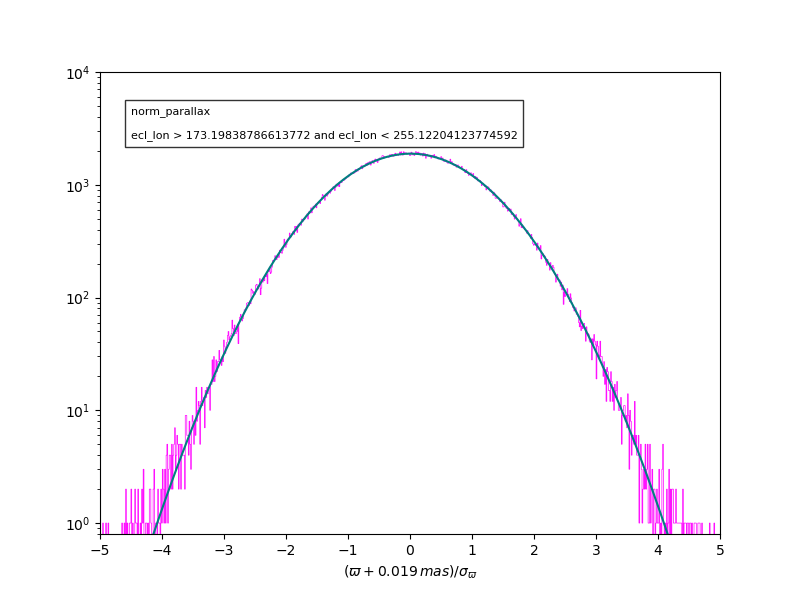 10^4
norm_parallax
ecl_lon > 173.19838786613772 and ecl_lon < 255.12204123774592
10^3
10^2
10^1
10^0
−5 −4 −3 −2 −1 0 1 2 3 4 5
(ϖ + 0.019 mas)/σ_ϖ